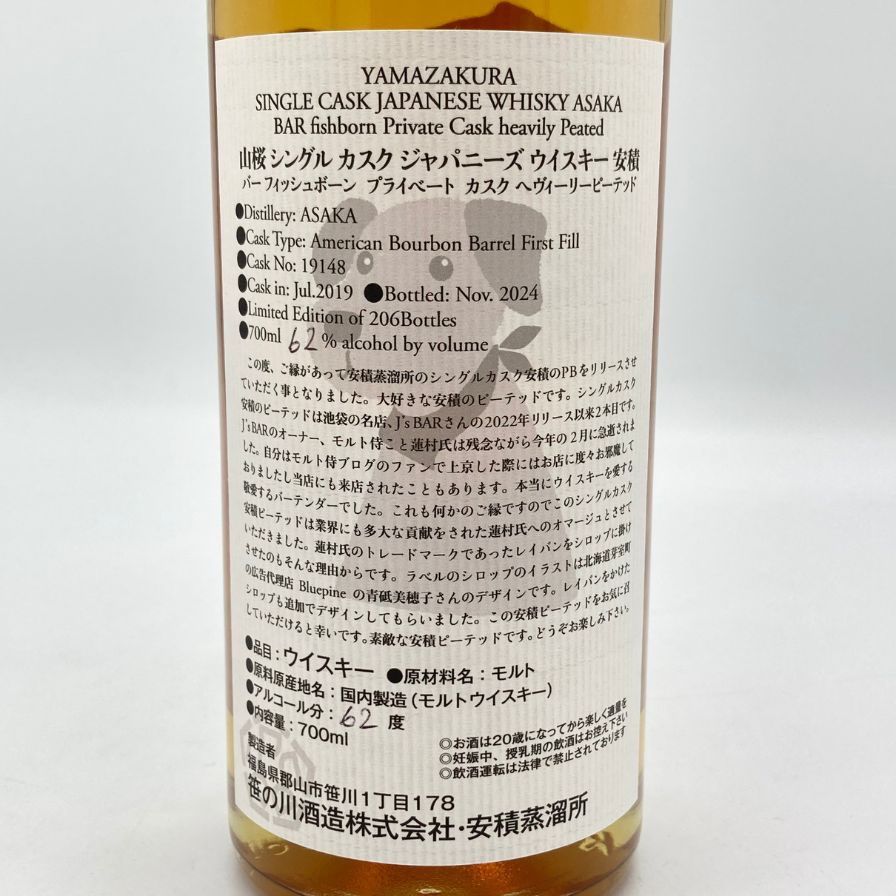 YAMAZAKURA
SINGLE CASK JAPANESE WHISKY ASAKA
BAR fishborn Private Cask heavily Peated
山桜 シングル カスク ジャパニーズ ウイスキー 安積
バー フィッシュボーン プライベート カスク ヘヴィーリーピーテッド
●Distillery: ASAKA
●Cask Type: American Bourbon Barrel First Fill
●Cask No: 19148
●Cask in: Jul.2019 ●Bottled: Nov. 2024
●Limited Edition of 206Bottles
●700ml 62 % alcohol by volume
この度、ご縁があって安積蒸溜所のシングルカスク安積のPBをリリースさせ
ていただく事となりました。大好きな安積のピーテッドです。シングルカスク
安積のピーテッドは池袋の名店、J's BARさんの2022年リリース以来2本目です。
J's BARのオーナー、モルト侍こと蓮村氏は残念ながら今年の2月に急逝されま
した。自分はモルト侍ブログのファンで上京した際にはお店に度々お邪魔して
おりましたし当店にも来店されたこともあります。本当にウイスキーを愛する
敬愛するバーテンダーでした。これも何かのご縁ですのでこのシングルカスク
安積ピーテッドは業界にも多大な貢献をされた蓮村氏へのオマージュとさせて
いただきました。蓮村氏のトレードマークであったレイバンをシロップに掛け
させたのもそんな理由からです。ラベルのシロップのイラストは北海道芽室町
の広告代理店 Bluepine の青砥美穂子さんのデザインです。レイバンをかけた
シロップも追加でデザインしてもらいました。この安積ピーテッドをお気に召
していただけると幸いです。素敵な安積ピーテッドです。どうぞお楽しみ下さい。
●品目：ウイスキー ●原材料名：モルト
●原料原産地名：国内製造（モルトウイスキー）
●アルコール分：62 度
●内容量：700ml
◎お酒は20歳になってから楽しく適量を
◎妊娠中、授乳期の飲酒はお控え下さい
◎飲酒運転は法律で禁止されております
製造者
福島県郡山市笹川1丁目178
笹の川酒造株式会社・安積蒸溜所